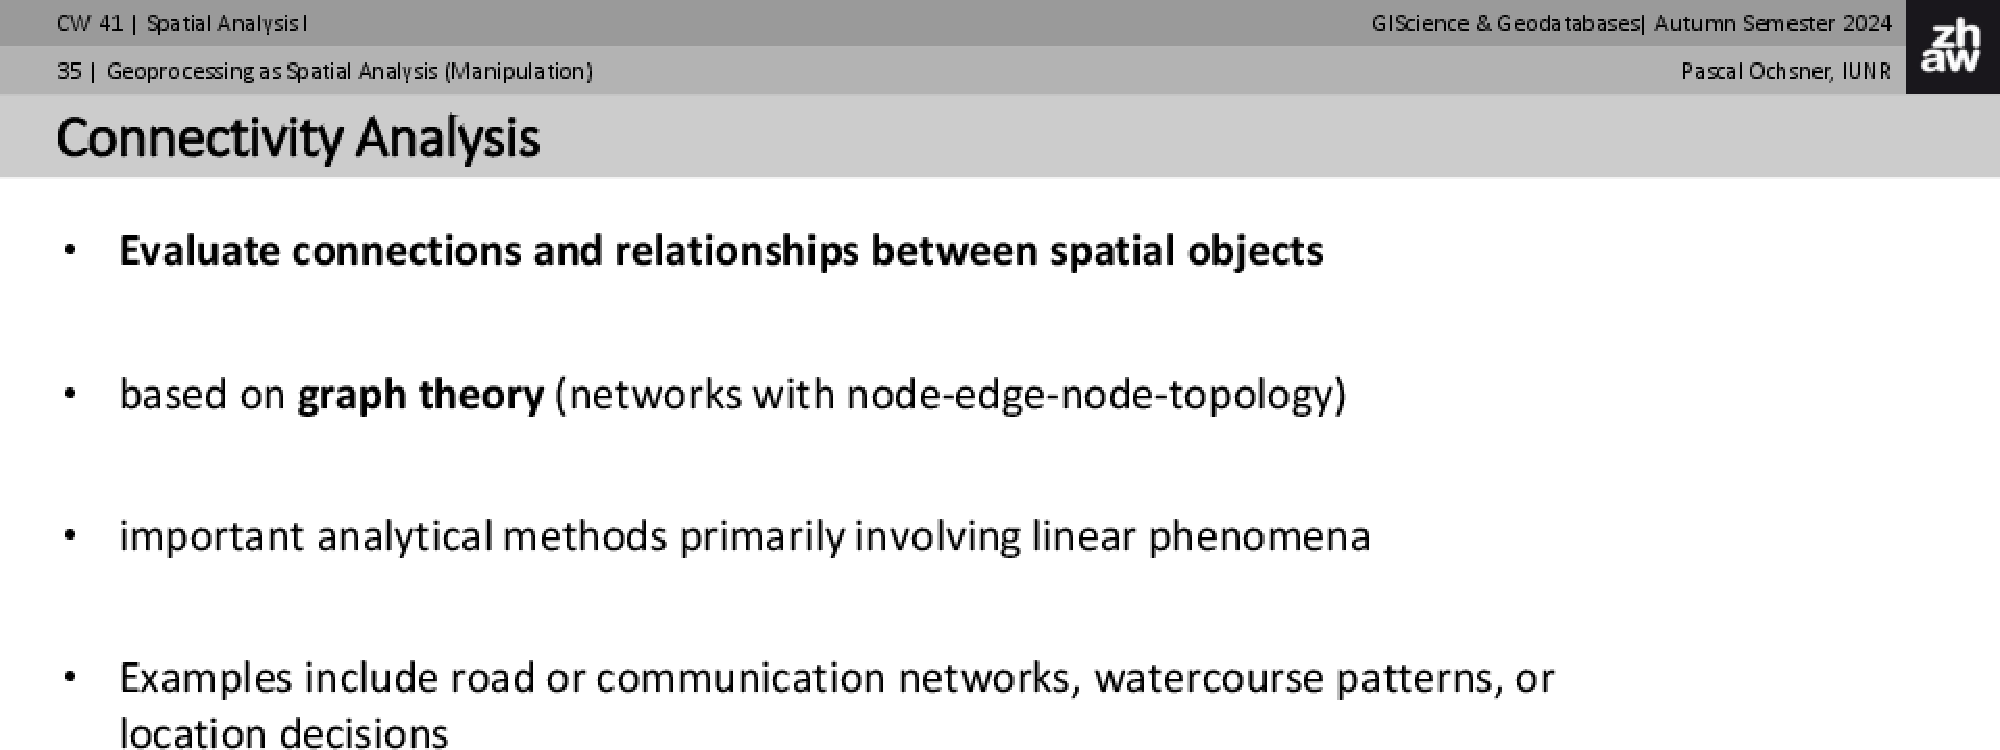 CW 41 | Spatial Analysis I
GIScience & Geodatabases| Autumn Semester 2024
zh
aw
35 | Geoprocessing as Spatial Analysis (Manipulation)
Pascal Ochsner, IUNR
Connectivity Analysis
• Evaluate connections and relationships between spatial objects
• based on graph theory (networks with node-edge-node-topology)
• important analytical methods primarily involving linear phenomena
• Examples include road or communication networks, watercourse patterns, or
location decisions